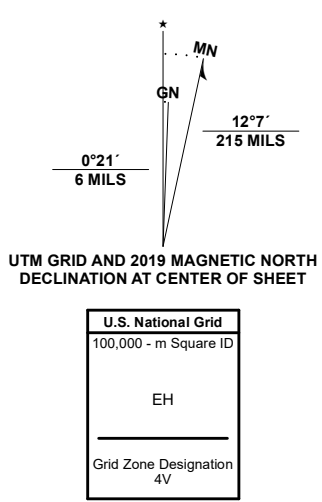 ★
MN
GN
12°7´
215 MILS
0°21´
6 MILS
UTM GRID AND 2019 MAGNETIC NORTH
DECLINATION AT CENTER OF SHEET
U.S. National Grid
100,000 - m Square ID
EH
Grid Zone Designation
4V